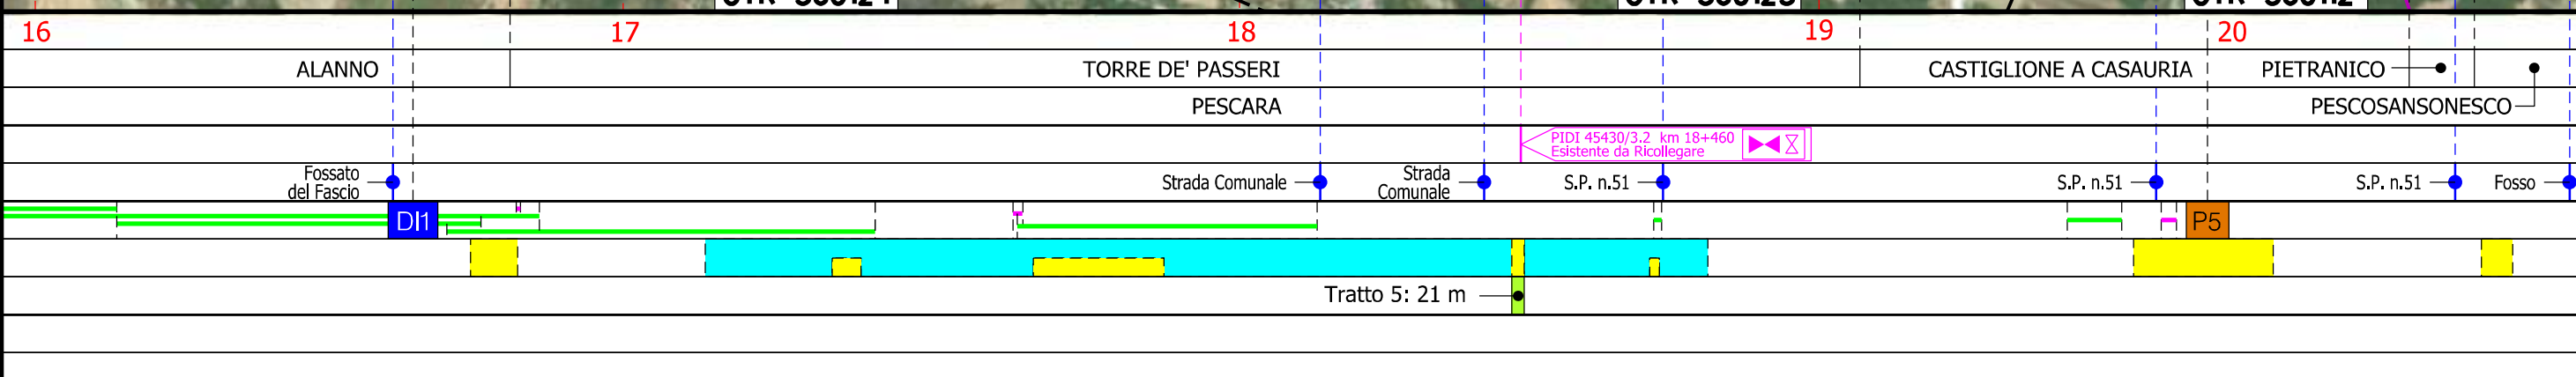 16 17 18 19 20
ALANNO TORRE DE' PASSERI CASTIGLIONE A CASAURIA PIETRANICO
PESCARA PESCOSANSONESCO
PIDI 45430/3.2 km 18+460
Esistente da Ricollegare
Fossato
del Fascio
Strada Comunale
Strada
Comunale
S.P. n.51
S.P. n.51
S.P. n.51
Fosso
DI1
P5
Tratto 5: 21 m